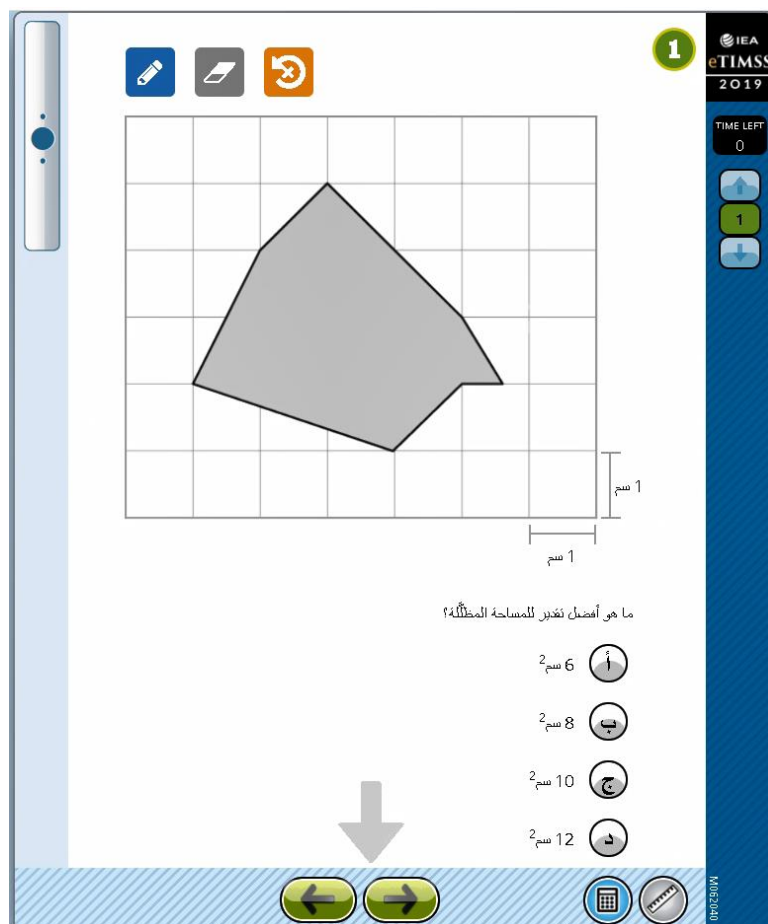 1
IEA
eTIMSS
2019
TIME LEFT
0
1
1 سم
1 سم
ما هو أفضل تقدير للمساحة المظلَّلة؟
أ 6 سم²
ب 8 سم²
ج 10 سم²
د 12 سم²
M062040